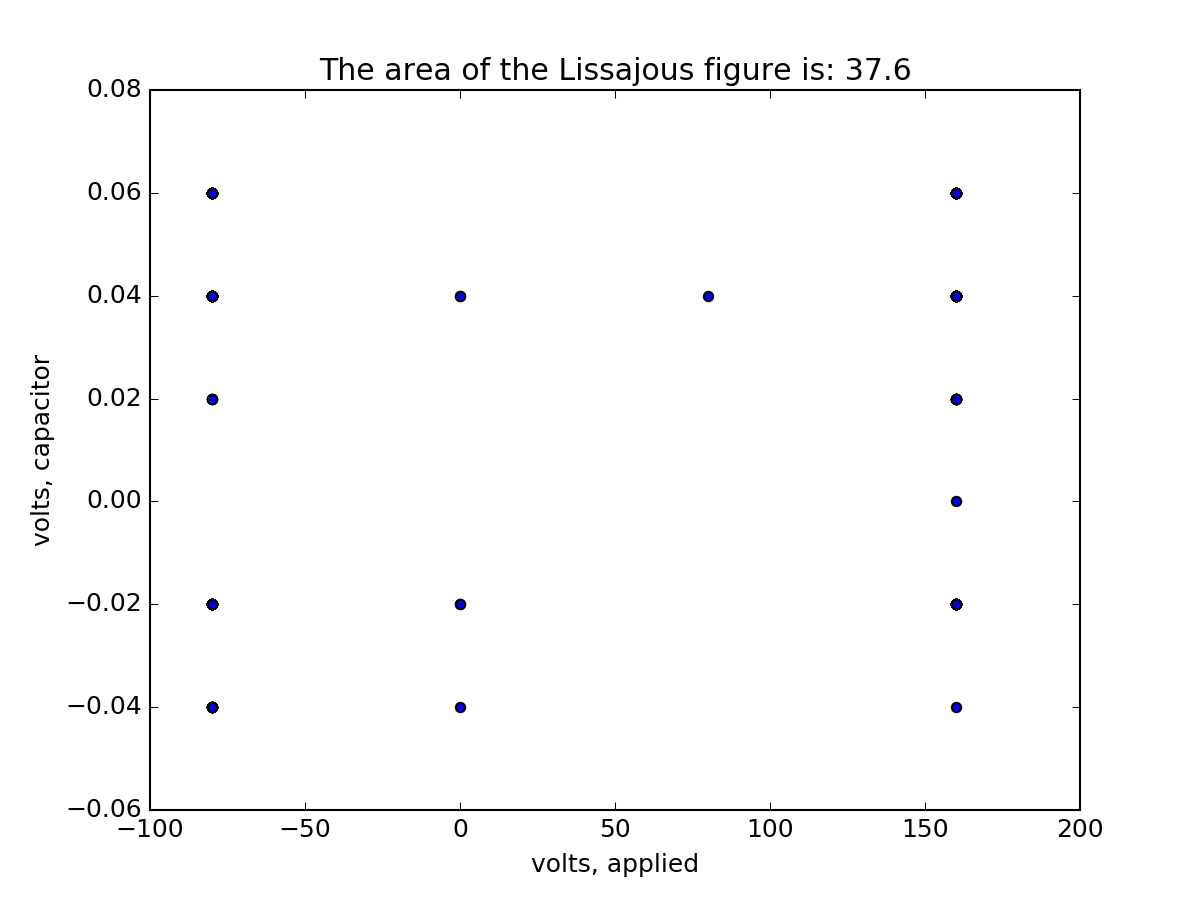 The area of the Lissajous figure is: 37.6
0.08
0.06
0.04
0.02
0.00
−0.02
−0.04
−0.06
volts, capacitor
−100 −50 0 50 100 150 200
volts, applied